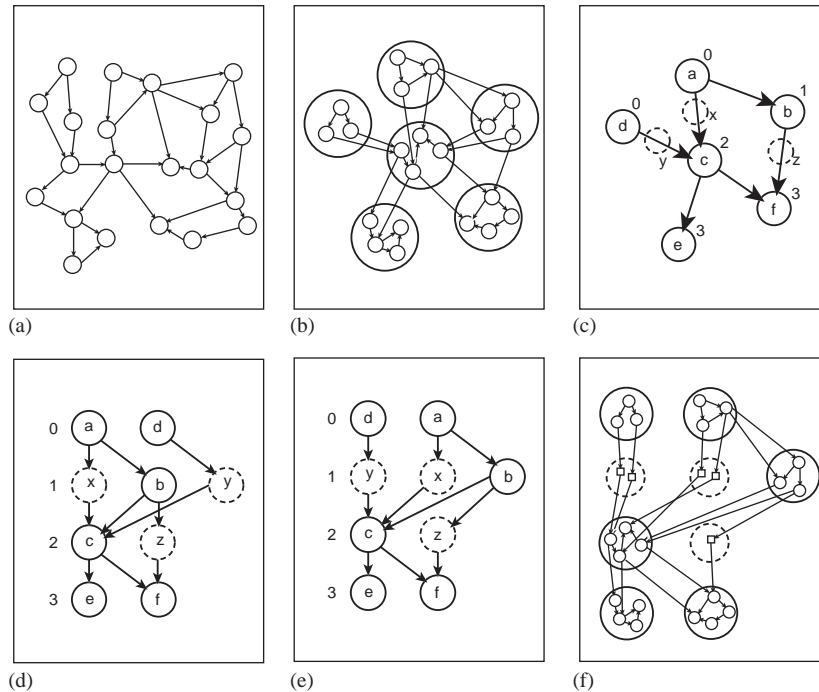 0
a
0
1
b
d
x
2
c
y
z
3
f
3
e
(a)
(b)
(c)
0 a d
1 x b y
2 c z
3 e f
0 d a
1 y x b
2 c z
3 e f
(d)
(e)
(f)